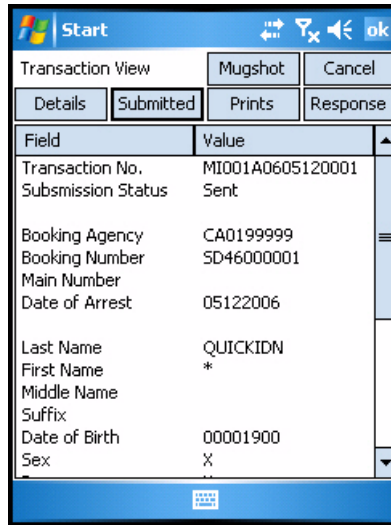 Start ok
Transaction View Mugshot Cancel
Details Submitted Prints Response
Field Value
Transaction No. MI001A0605120001
Subsmission Status Sent
Booking Agency CA0199999
Booking Number SD46000001
Main Number
Date of Arrest 05122006
Last Name QUICKIDN
First Name *
Middle Name
Suffix
Date of Birth 00001900
Sex X